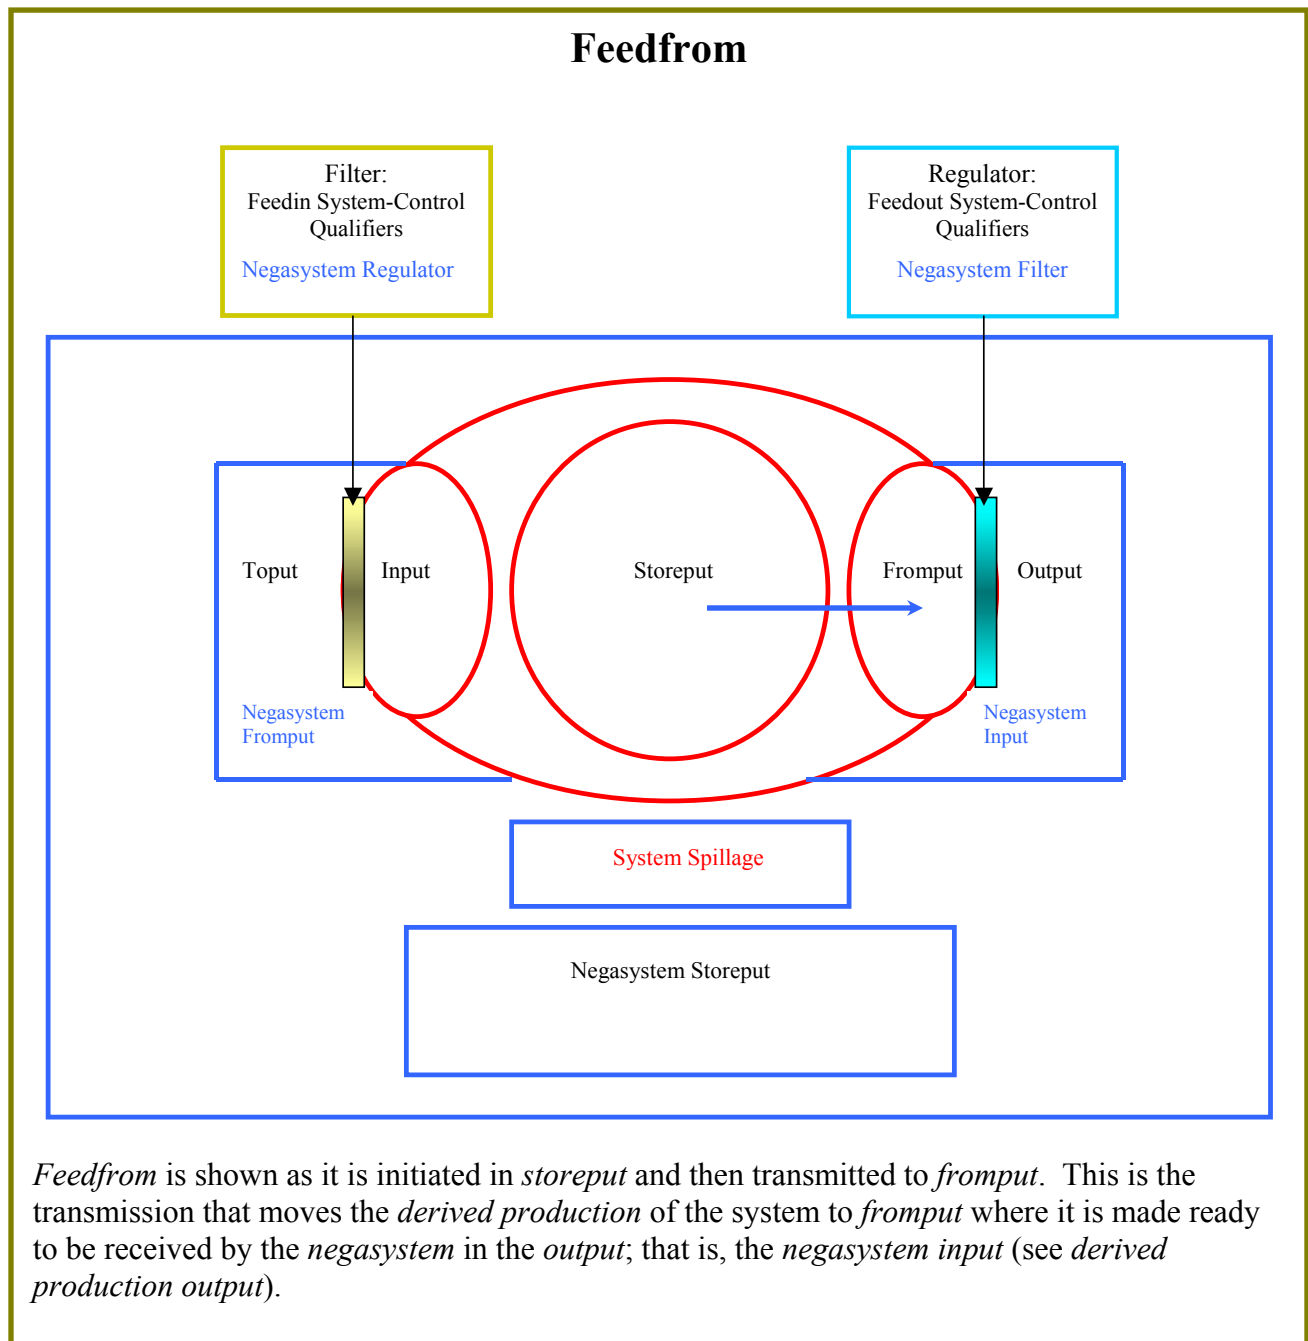 Feedfrom
Filter:
Feedin System-Control
Qualifiers
Negasystem Regulator
Regulator:
Feedout System-Control
Qualifiers
Negasystem Filter
Toput
Input
Storeput
Fromput
Output
Negasystem
Fromput
Negasystem
Input
System Spillage
Negasystem Storeput
Feedfrom is shown as it is initiated in storeput and then transmitted to fromput. This is the
transmission that moves the derived production of the system to fromput where it is made ready
to be received by the negasystem in the output; that is, the negasystem input (see derived
production output).